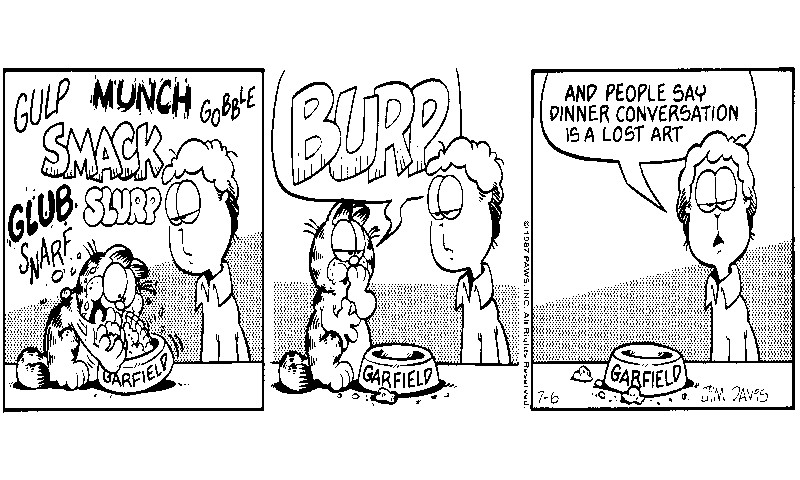 GULP
MUNCH
GOBBLE
SMACK
GLUB
SLURP
SNARF
GARFIELD
BURP
GARFIELD
©1987 PAWS, INC. All Rights Reserved.
AND PEOPLE SAY
DINNER CONVERSATION
IS A LOST ART
GARFIELD
7-6
JIM DAVIS